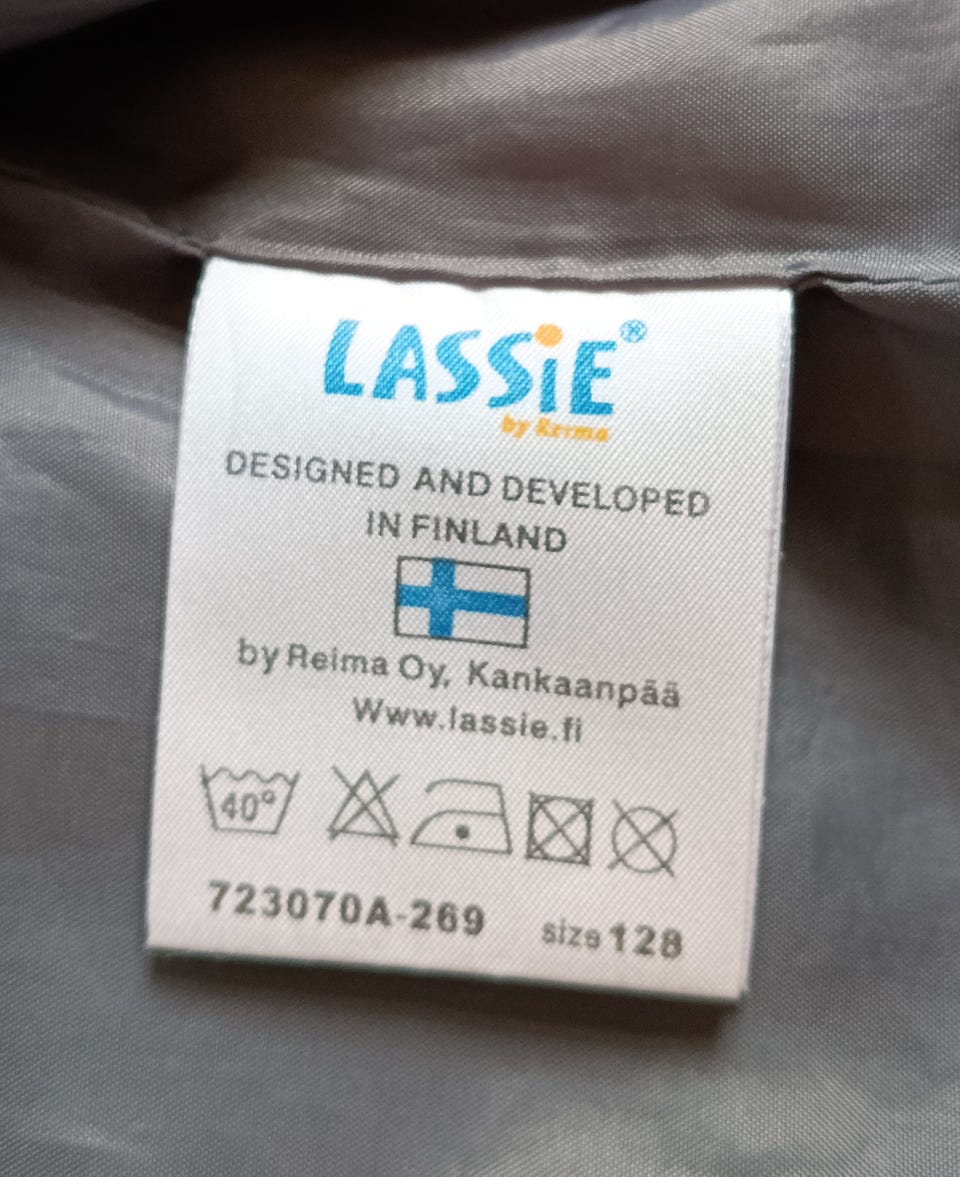 LASSiE®
by Reima
DESIGNED AND DEVELOPED
IN FINLAND
by Reima Oy, Kankaanpää
Www.lassie.fi
40°
723070A-269 size 128